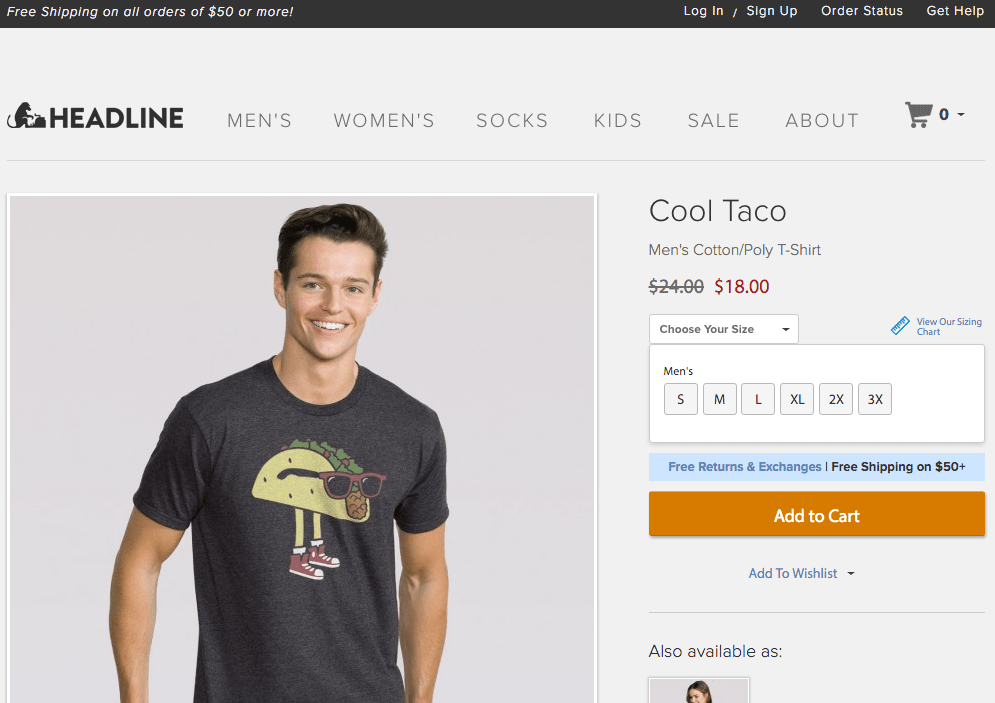 Free Shipping on all orders of $50 or more!
Log In / Sign Up Order Status Get Help
HEADLINE
MEN'S WOMEN'S SOCKS KIDS SALE ABOUT
0
Cool Taco
Men's Cotton/Poly T-Shirt
$24.00 $18.00
Choose Your Size
View Our Sizing
Chart
Men's
S M L XL 2X 3X
Free Returns & Exchanges | Free Shipping on $50+
Add to Cart
Add To Wishlist
Also available as: